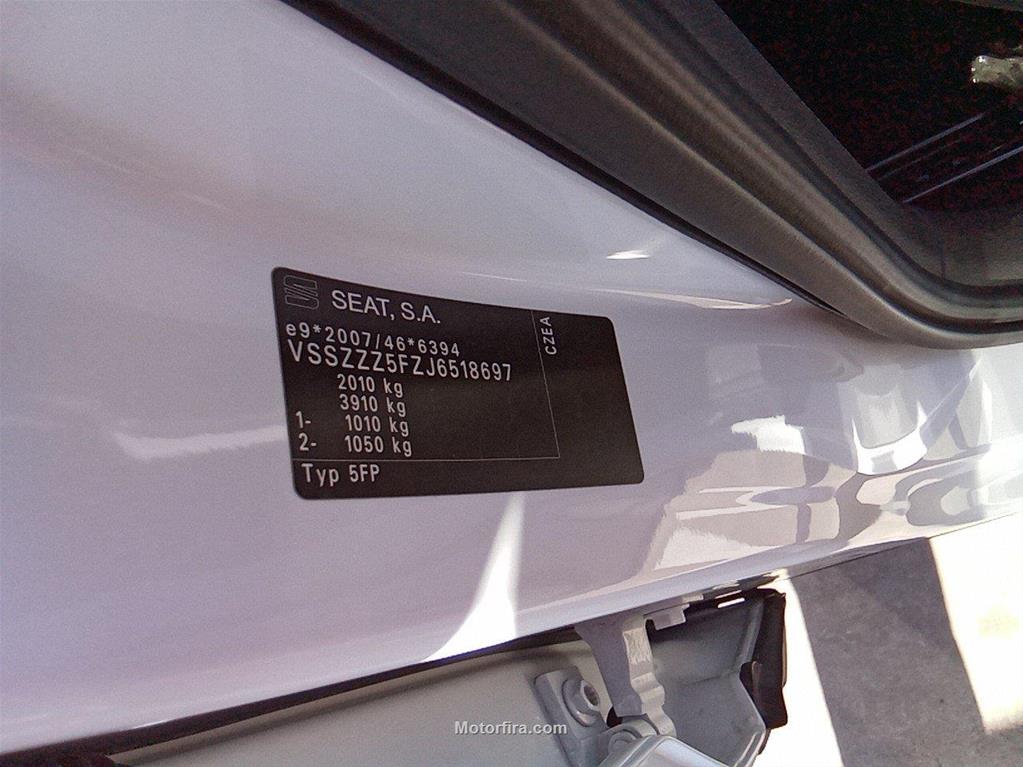 SEAT, S.A.
e9*2007/46*6394
VSSZZZ5FZJ6518697
2010 kg
3910 kg
1- 1010 kg
2- 1050 kg
Typ 5FP
CZEA
Motorfira.com